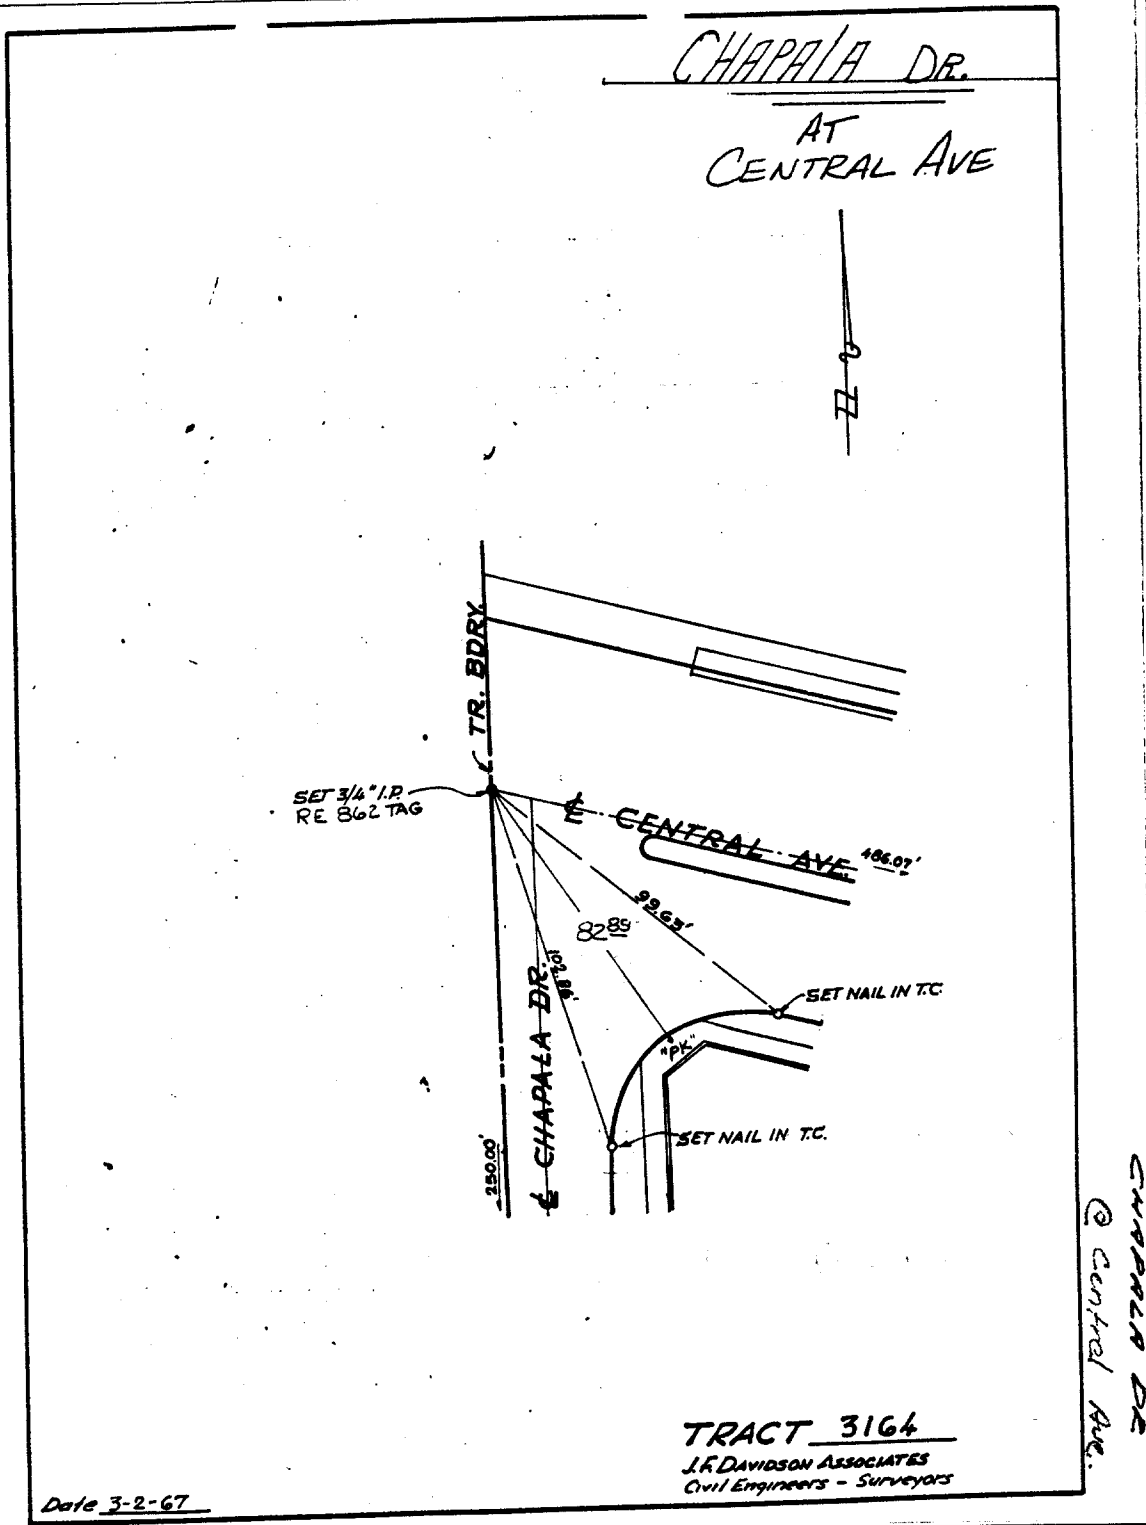 CHAPALA DR.
AT
CENTRAL AVE
N
TR. BDRY.
SET 3/4" I.P.
RE 862 TAG
℄ CENTRAL AVE.
486.07'
99.63'
82 89
102.86'
℄ CHAPALA DR.
250.00'
SET NAIL IN T.C.
"PK"
SET NAIL IN T.C.
TRACT 3164
J.F. DAVIDSON ASSOCIATES
Civil Engineers - Surveyors
Date 3-2-67
CHAPALA DR
@ Central Ave.